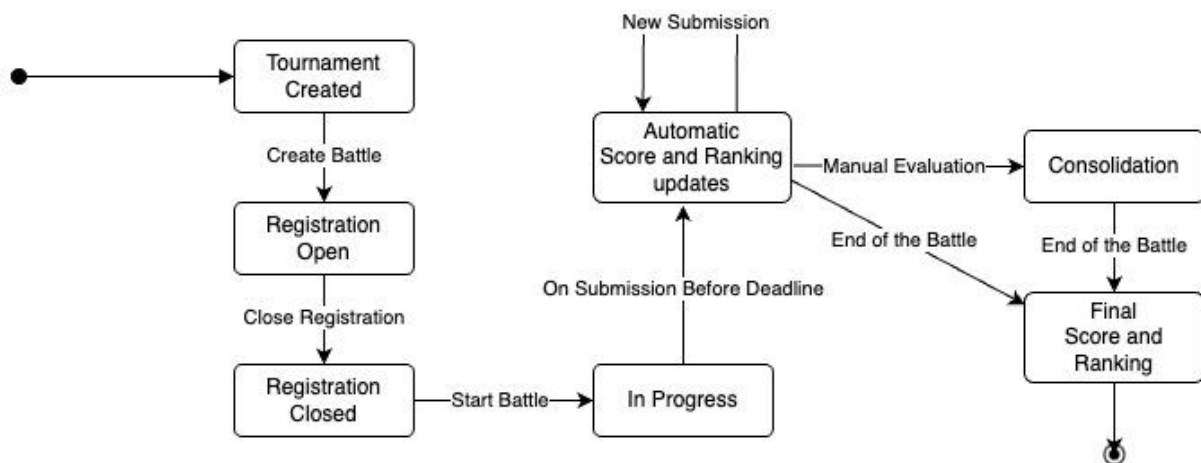 Tournament
Created
Create Battle
Registration
Open
Close Registration
Registration
Closed
Start Battle
In Progress
On Submission Before Deadline
New Submission
Automatic
Score and Ranking
updates
Manual Evaluation
Consolidation
End of the Battle
End of the Battle
Final
Score and
Ranking